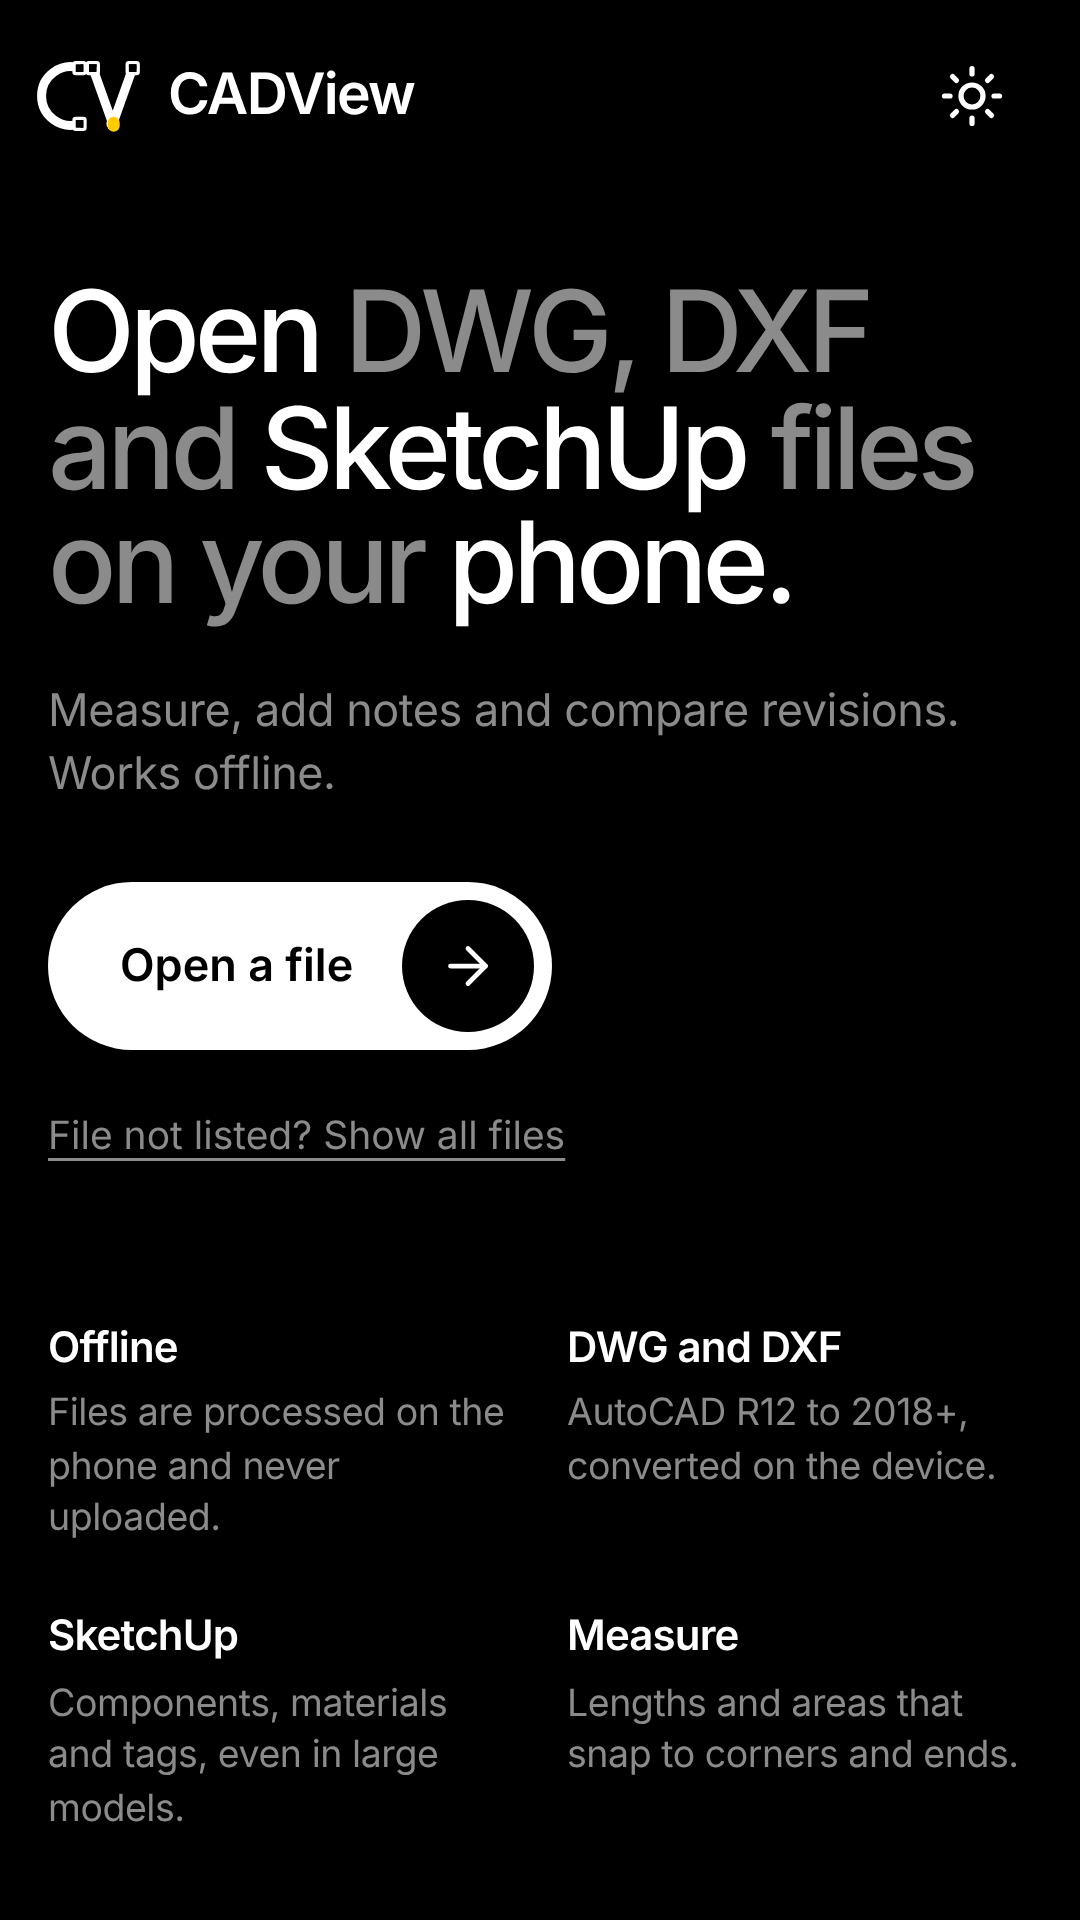 CV CADView
Open DWG, DXF
and SketchUp files
on your phone.
Measure, add notes and compare revisions.
Works offline.
Open a file
File not listed? Show all files
Offline
Files are processed on the
phone and never
uploaded.
DWG and DXF
AutoCAD R12 to 2018+,
converted on the device.
SketchUp
Components, materials
and tags, even in large
models.
Measure
Lengths and areas that
snap to corners and ends.